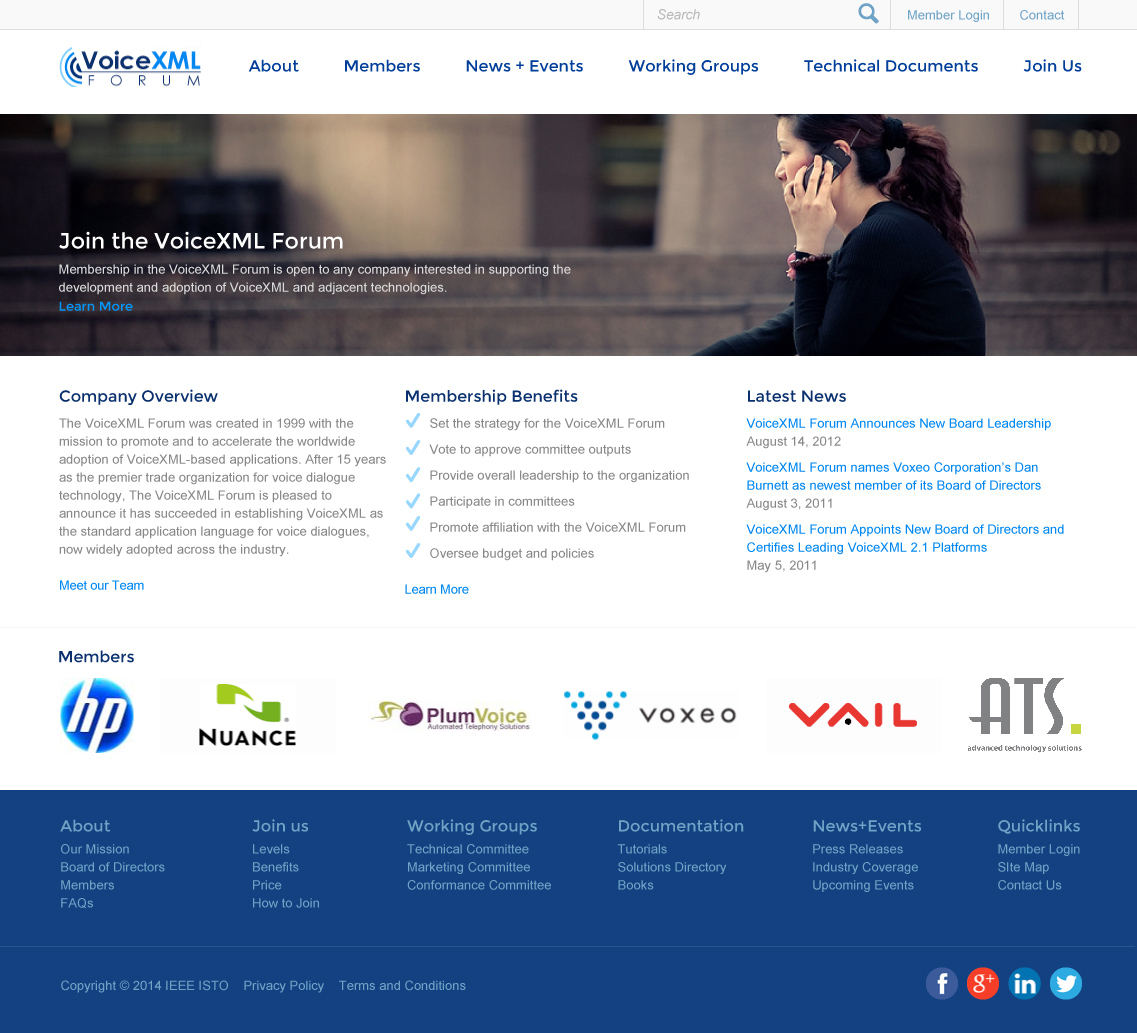 Search
Member Login
Contact
VoiceXML
FORUM
About
Members
News + Events
Working Groups
Technical Documents
Join Us
Join the VoiceXML Forum
Membership in the VoiceXML Forum is open to any company interested in supporting the
development and adoption of VoiceXML and adjacent technologies.
Learn More
Company Overview
The VoiceXML Forum was created in 1999 with the
mission to promote and to accelerate the worldwide
adoption of VoiceXML-based applications. After 15 years
as the premier trade organization for voice dialogue
technology, The VoiceXML Forum is pleased to
announce it has succeeded in establishing VoiceXML as
the standard application language for voice dialogues,
now widely adopted across the industry.
Meet our Team
Membership Benefits
Set the strategy for the VoiceXML Forum
Vote to approve committee outputs
Provide overall leadership to the organization
Participate in committees
Promote affiliation with the VoiceXML Forum
Oversee budget and policies
Learn More
Latest News
VoiceXML Forum Announces New Board Leadership
August 14, 2012
VoiceXML Forum names Voxeo Corporation's Dan
Burnett as newest member of its Board of Directors
August 3, 2011
VoiceXML Forum Appoints New Board of Directors and
Certifies Leading VoiceXML 2.1 Platforms
May 5, 2011
Members
hp
NUANCE
PlumVoice
Automated Telephony Solutions
voxeo
VAIL
ATS.
advanced technology solutions
About
Our Mission
Board of Directors
Members
FAQs
Join us
Levels
Benefits
Price
How to Join
Working Groups
Technical Committee
Marketing Committee
Conformance Committee
Documentation
Tutorials
Solutions Directory
Books
News+Events
Press Releases
Industry Coverage
Upcoming Events
Quicklinks
Member Login
SIte Map
Contact Us
Copyright © 2014 IEEE ISTO
Privacy Policy
Terms and Conditions
f
g+
in